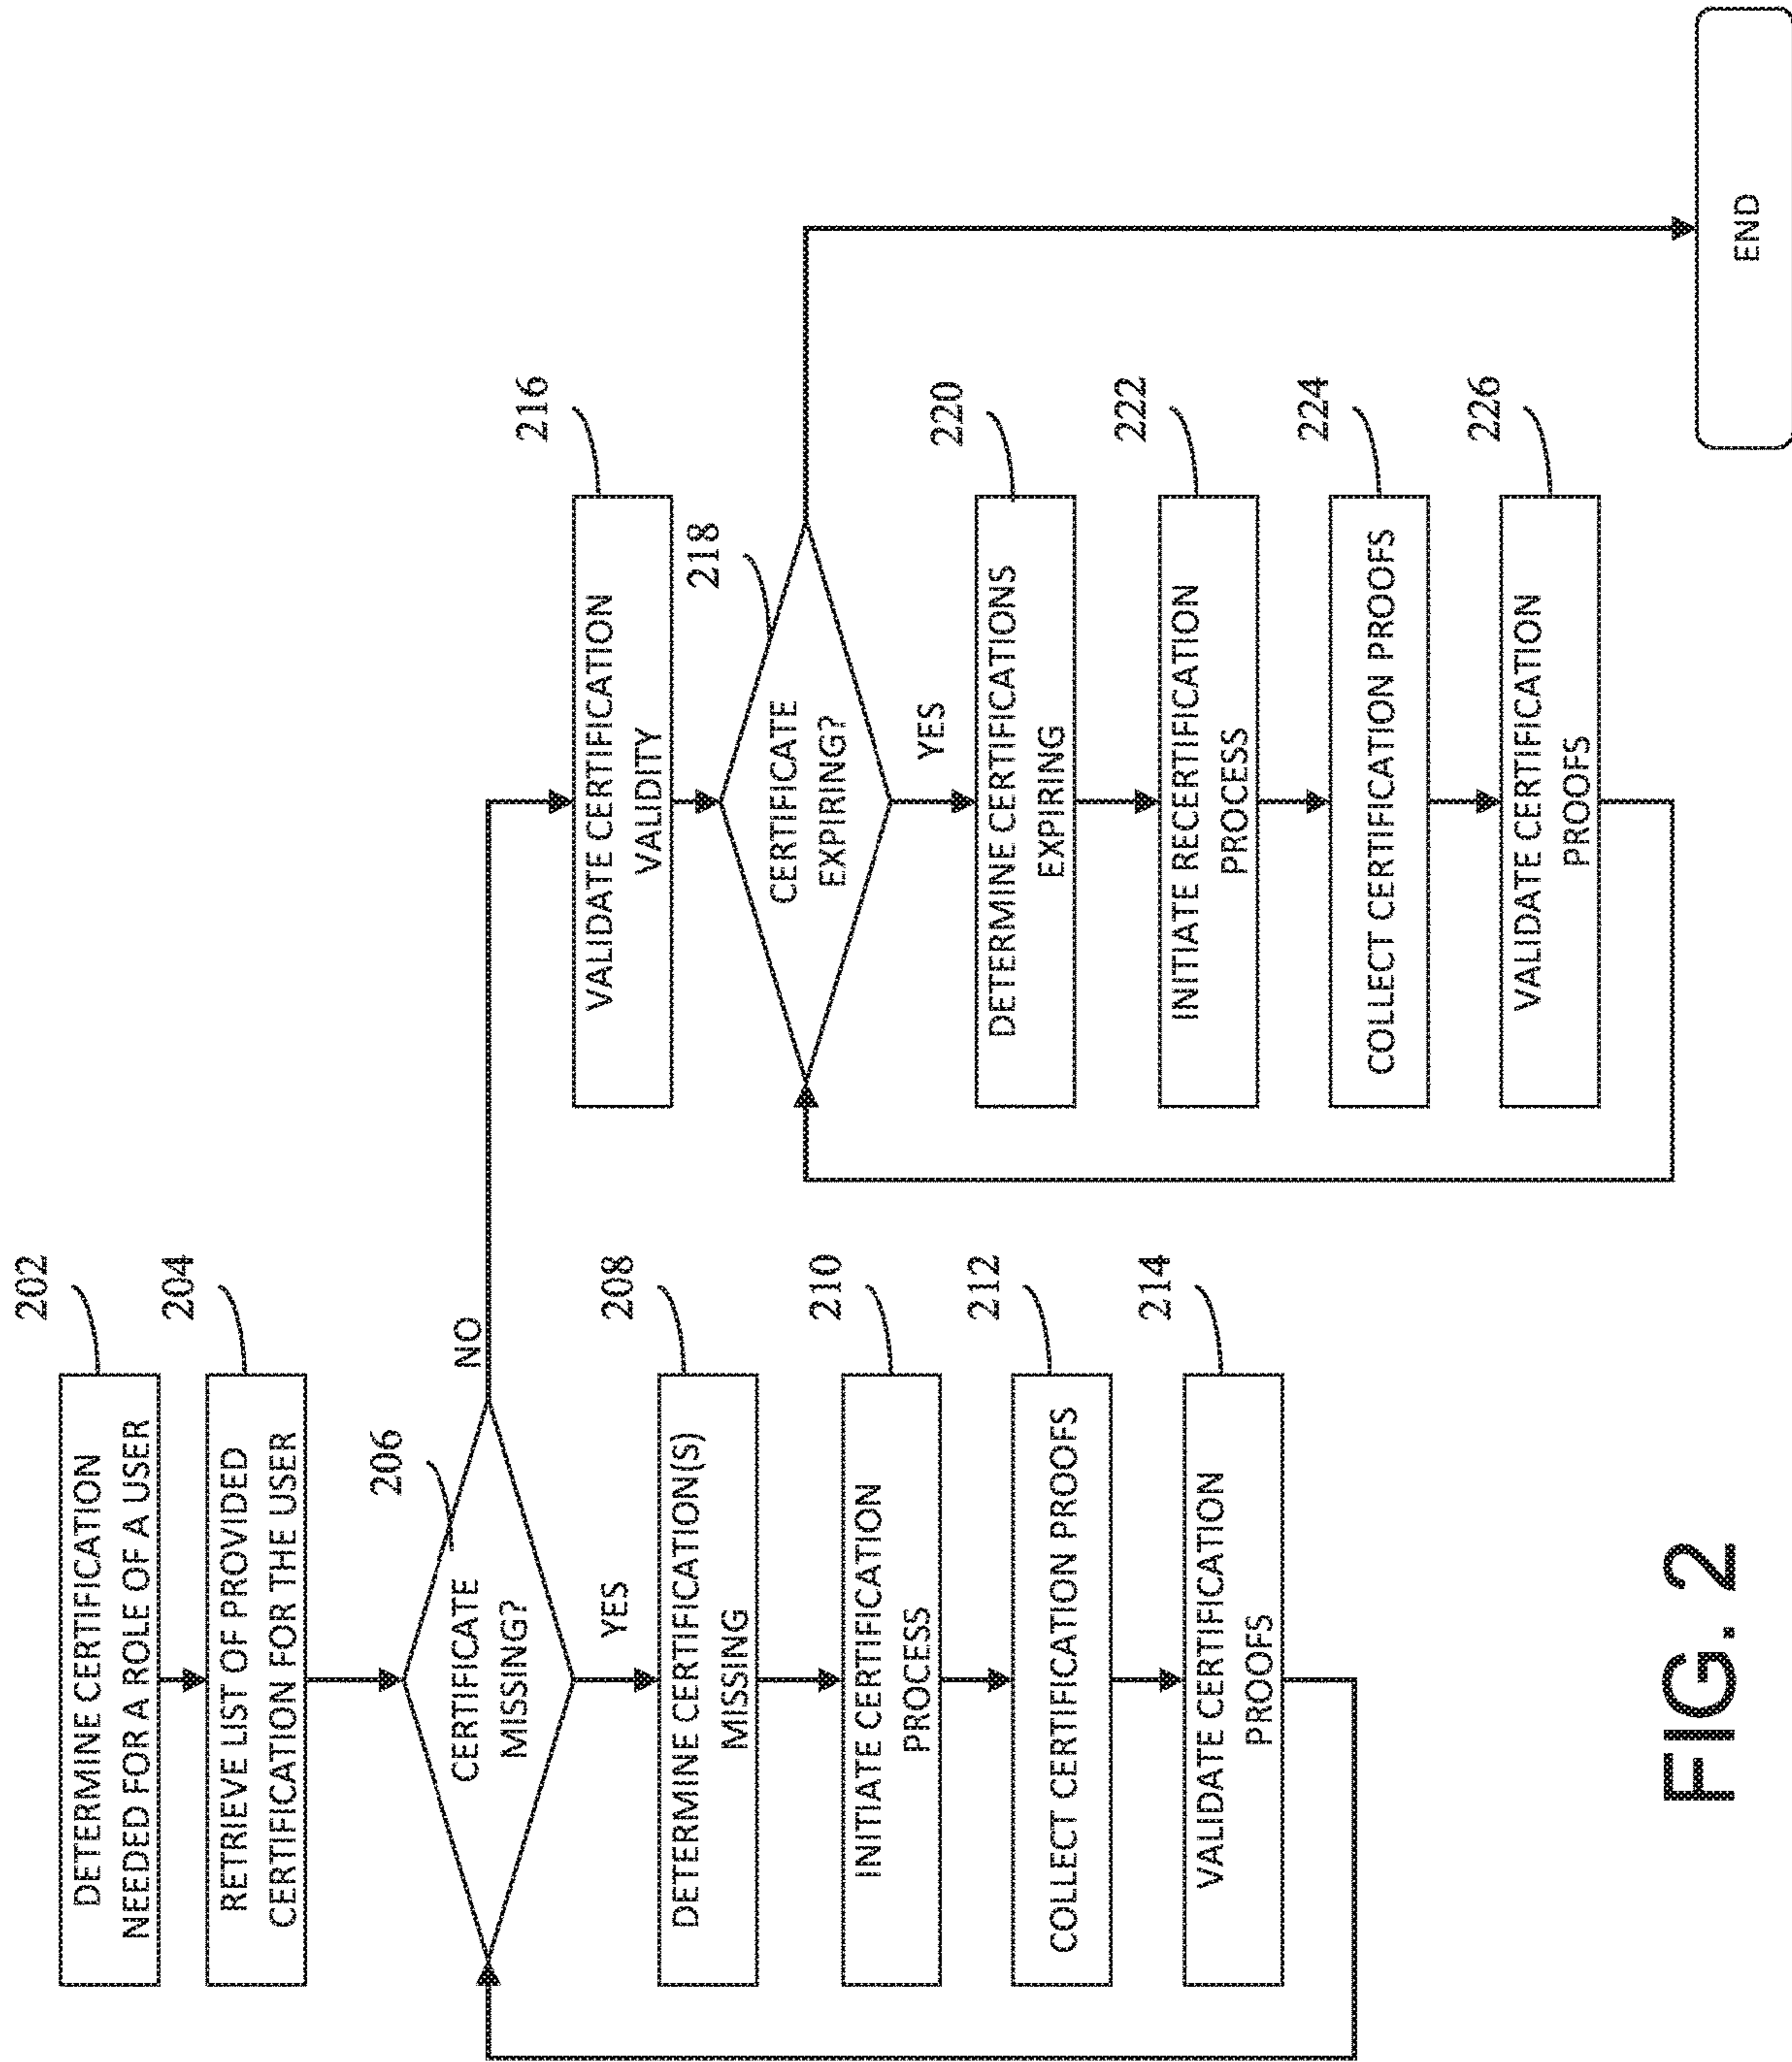 202
DETERMINE CERTIFICATION
NEEDED FOR A ROLE OF A USER
204
RETRIEVE LIST OF PROVIDED
CERTIFICATION FOR THE USER
206
CERTIFICATE
MISSING?
NO
YES
208
DETERMINE CERTIFICATION(S)
MISSING
210
INITIATE CERTIFICATION
PROCESS
212
COLLECT CERTIFICATION PROOFS
214
VALIDATE CERTIFICATION
PROOFS
216
VALIDATE CERTIFICATION
VALIDITY
218
CERTIFICATE
EXPIRING?
YES
220
DETERMINE CERTIFICATIONS
EXPIRING
222
INITIATE RECERTIFICATION
PROCESS
224
COLLECT CERTIFICATION PROOFS
226
VALIDATE CERTIFICATION
PROOFS
END
FIG. 2